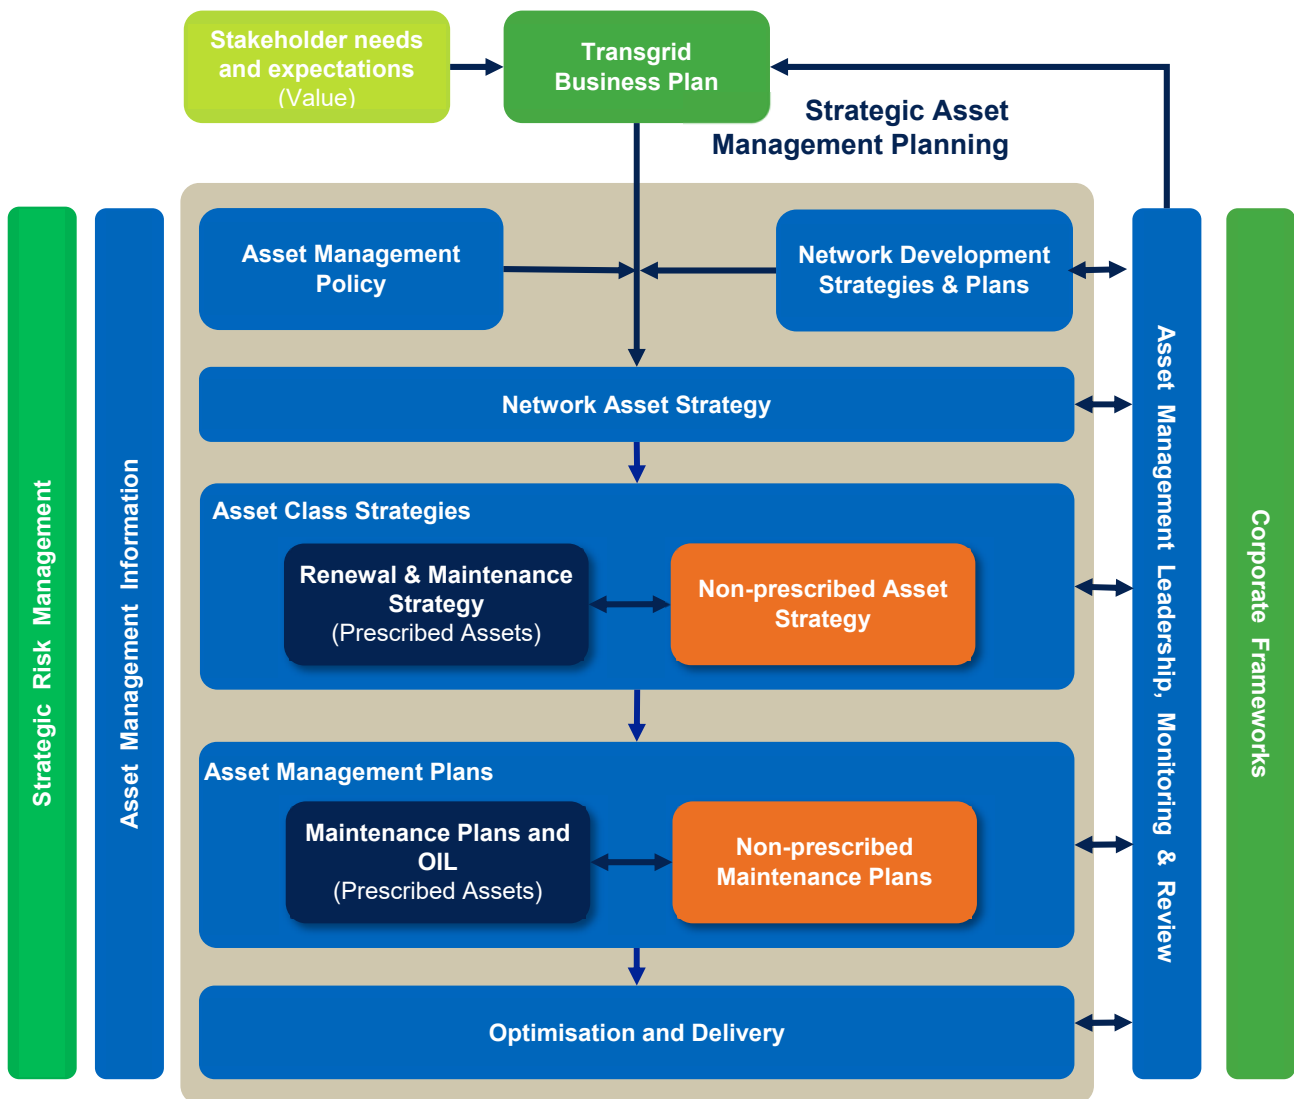 Stakeholder needs
and expectations
(Value)
Transgrid
Business Plan
Strategic Asset
Management Planning
Strategic Risk Management
Asset Management Information
Asset Management
Policy
Network Development
Strategies & Plans
Network Asset Strategy
Asset Class Strategies
Renewal & Maintenance
Strategy
(Prescribed Assets)
Non-prescribed Asset
Strategy
Asset Management Plans
Maintenance Plans and
OIL
(Prescribed Assets)
Non-prescribed
Maintenance Plans
Optimisation and Delivery
Asset Management Leadership, Monitoring & Review
Corporate Frameworks